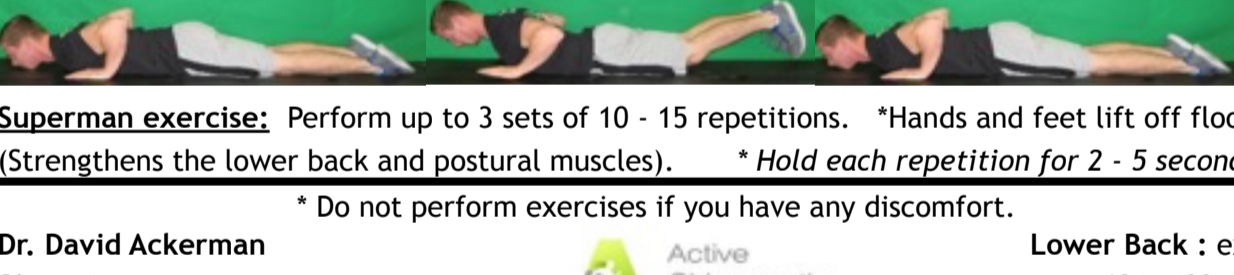 Superman exercise: Perform up to 3 sets of 10 - 15 repetitions. *Hands and feet lift off
(Strengthens the lower back and postural muscles). * Hold each repetition for 2 - 5
* Do not perform exercises if you have any discomfort.
Dr. David Ackerman
Active
Lower Back :